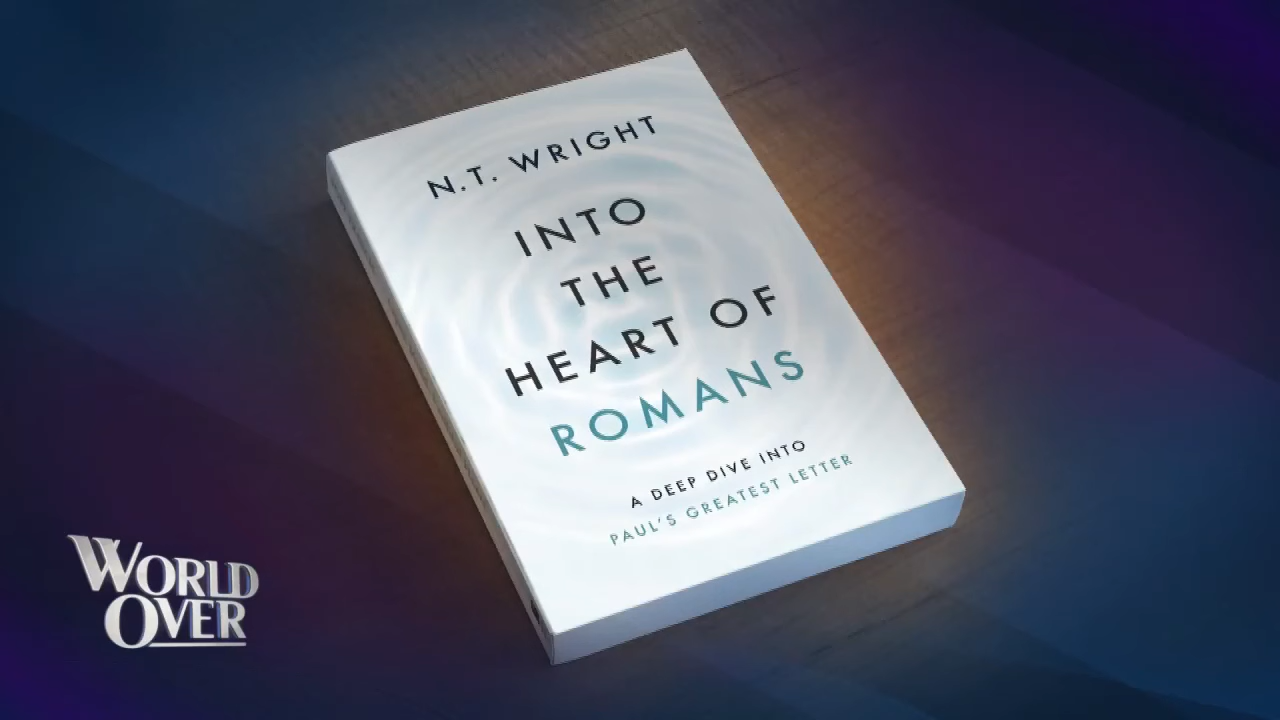 N.T. WRIGHT
INTO
THE
HEART OF
ROMANS
A DEEP DIVE INTO
PAUL'S GREATEST LETTER
WORLD
OVER